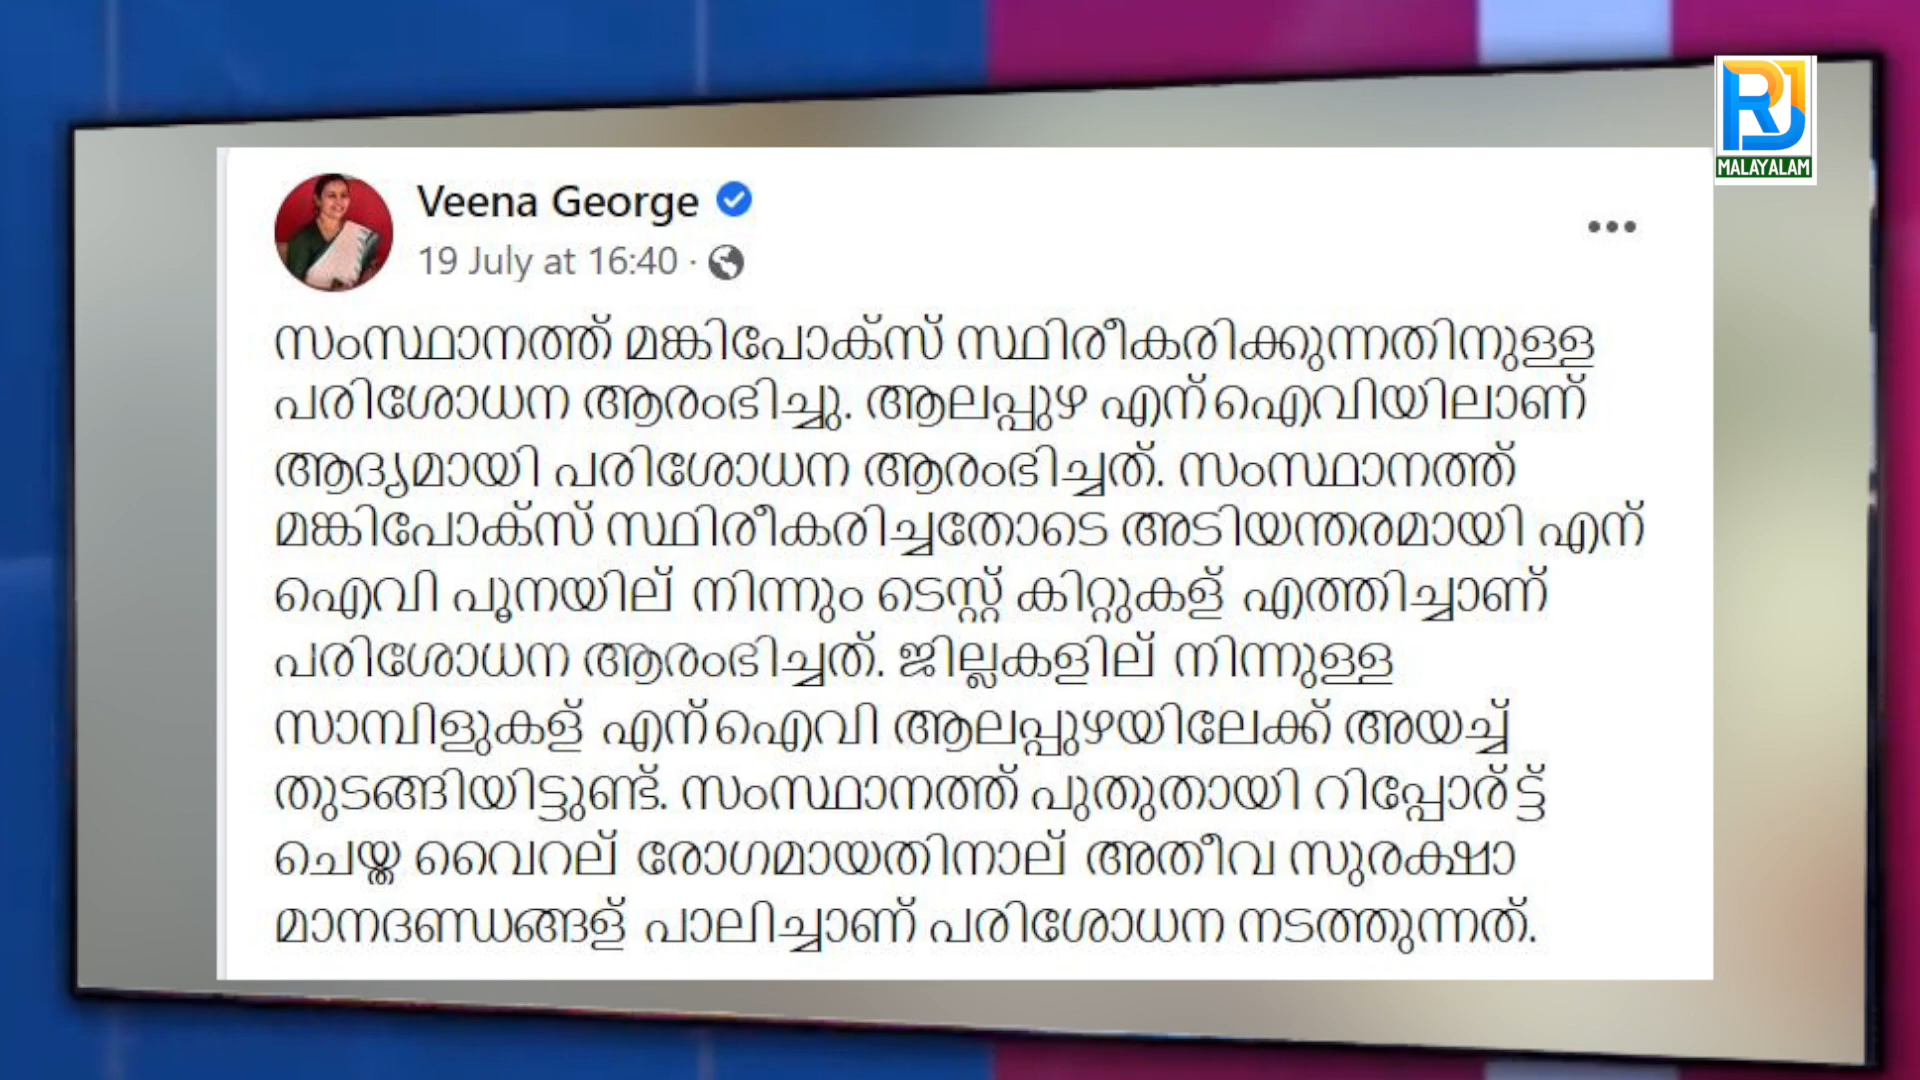 RJ
MALAYALAM
Veena George
19 July at 16:40 ·
സംസ്ഥാനത്ത് മങ്കിപോക്സ് സ്ഥിരീകരിക്കുന്നതിനുള്ള
പരിശോധന ആരംഭിച്ചു. ആലപ്പുഴ എന്ഐവിയിലാണ്
ആദ്യമായി പരിശോധന ആരംഭിച്ചത്. സംസ്ഥാനത്ത്
മങ്കിപോക്സ് സ്ഥിരീകരിച്ചതോടെ അടിയന്തരമായി എന്
ഐവി പൂനയില് നിന്നും ടെസ്റ്റ് കിറ്റുകള് എത്തിച്ചാണ്
പരിശോധന ആരംഭിച്ചത്. ജില്ലകളില് നിന്നുള്ള
സാമ്പിളുകള് എന്ഐവി ആലപ്പുഴയിലേക്ക് അയച്ച്
തുടങ്ങിയിട്ടുണ്ട്. സംസ്ഥാനത്ത് പുതുതായി റിപ്പോര്ട്ട്
ചെയ്ത വൈറല് രോഗമായതിനാല് അതീവ സുരക്ഷാ
മാനദണ്ഡങ്ങള് പാലിച്ചാണ് പരിശോധന നടത്തുന്നത്.